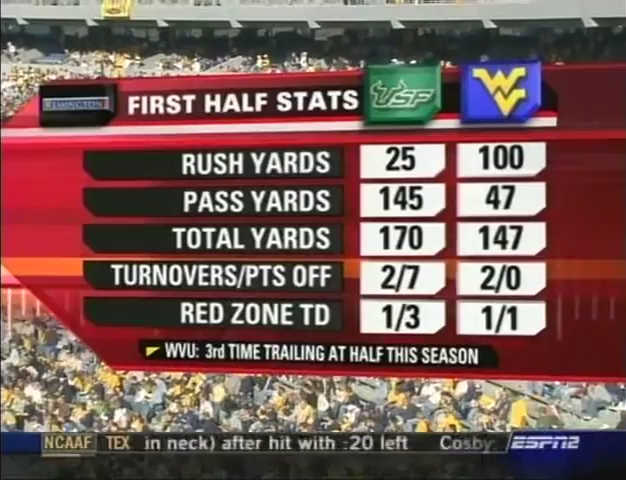 REMINGTON
FIRST HALF STATS USF WV
RUSH YARDS 25 100
PASS YARDS 145 47
TOTAL YARDS 170 147
TURNOVERS/PTS OFF 2/7 2/0
RED ZONE TD 1/3 1/1
WVU: 3rd TIME TRAILING AT HALF THIS SEASON
NCAAF TEX in neck) after hit with :20 left Cosby ESPN2